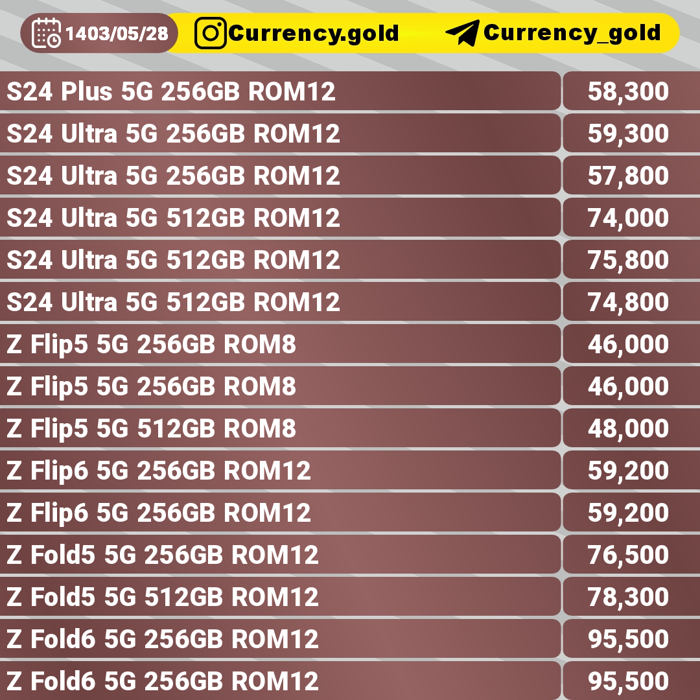 1403/05/28 Currency.gold Currency_gold
S24 Plus 5G 256GB ROM12 58,300
S24 Ultra 5G 256GB ROM12 59,300
S24 Ultra 5G 256GB ROM12 57,800
S24 Ultra 5G 512GB ROM12 74,000
S24 Ultra 5G 512GB ROM12 75,800
S24 Ultra 5G 512GB ROM12 74,800
Z Flip5 5G 256GB ROM8 46,000
Z Flip5 5G 256GB ROM8 46,000
Z Flip5 5G 512GB ROM8 48,000
Z Flip6 5G 256GB ROM12 59,200
Z Flip6 5G 256GB ROM12 59,200
Z Fold5 5G 256GB ROM12 76,500
Z Fold5 5G 512GB ROM12 78,300
Z Fold6 5G 256GB ROM12 95,500
Z Fold6 5G 256GB ROM12 95,500